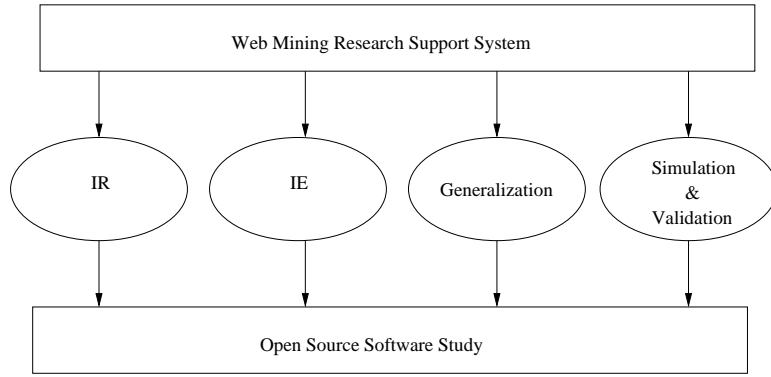 Web Mining Research Support System
IR
IE
Generalization
Simulation
&
Validation
Open Source Software Study